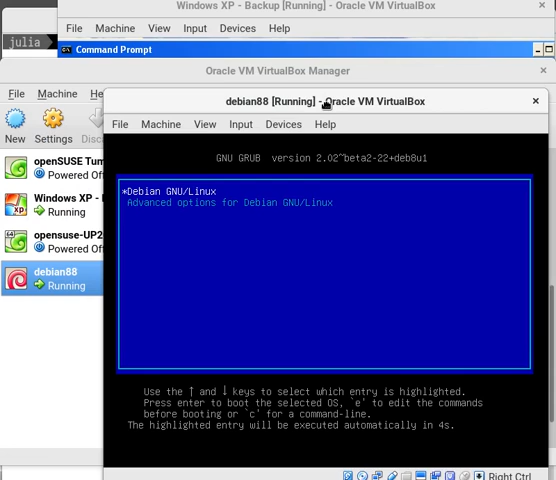 Windows XP - Backup [Running] - Oracle VM VirtualBox
File Machine View Input Devices Help
julia
Command Prompt
Oracle VM VirtualBox Manager
File Machine He
New Settings Disc
openSUSE Tum
Powered Off
Windows XP -
Running
opensuse-UP2
Powered Off
debian88
Running
debian88 [Running] - Oracle VM VirtualBox
File Machine View Input Devices Help
GNU GRUB version 2.02~beta2-22+deb8u1
*Debian GNU/Linux
Advanced options for Debian GNU/Linux
Use the ↑ and ↓ keys to select which entry is highlighted.
Press enter to boot the selected OS, `e' to edit the commands
before booting or `c' for a command-line.
The highlighted entry will be executed automatically in 4s.
Right Ctrl